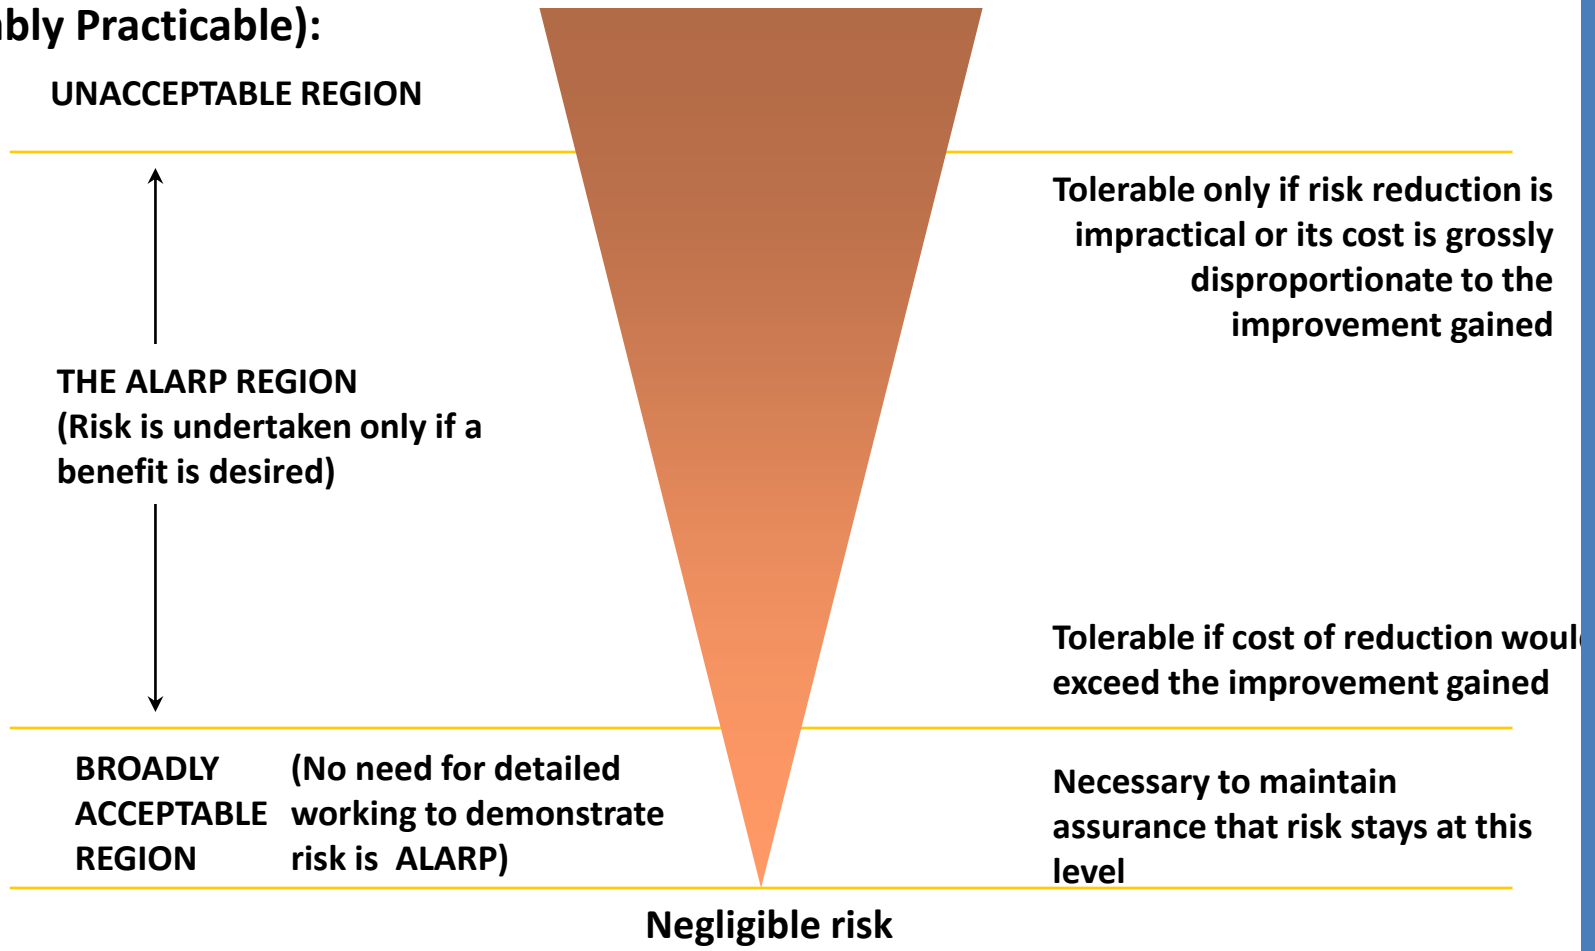 bly Practicable):
UNACCEPTABLE REGION
Tolerable only if risk reduction is
impractical or its cost is grossly
disproportionate to the
improvement gained
THE ALARP REGION
(Risk is undertaken only if a
benefit is desired)
Tolerable if cost of reduction woul
exceed the improvement gained
BROADLY
ACCEPTABLE
REGION
(No need for detailed
working to demonstrate
risk is ALARP)
Necessary to maintain
assurance that risk stays at this
level
Negligible risk